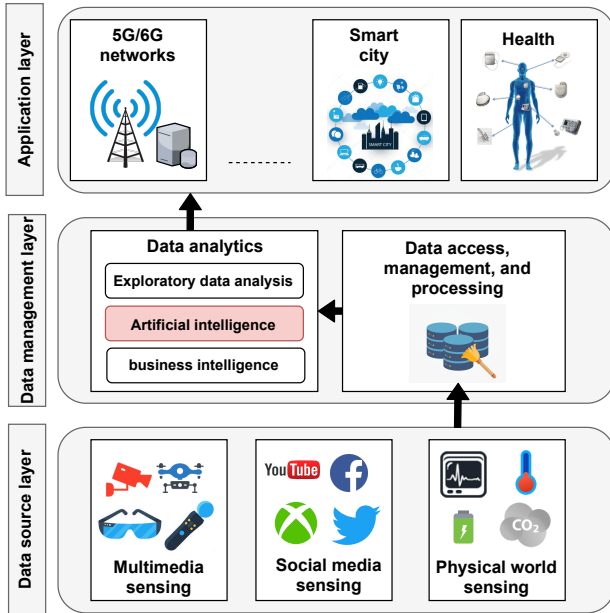 Application layer
5G/6G
networks
Smart
city
SMART CITY
Health
Data management layer
Data analytics
Exploratory data analysis
Artificial intelligence
business intelligence
Data access,
management, and
processing
Data source layer
Multimedia
sensing
YouTube
Social media
sensing
CO2
Physical world
sensing